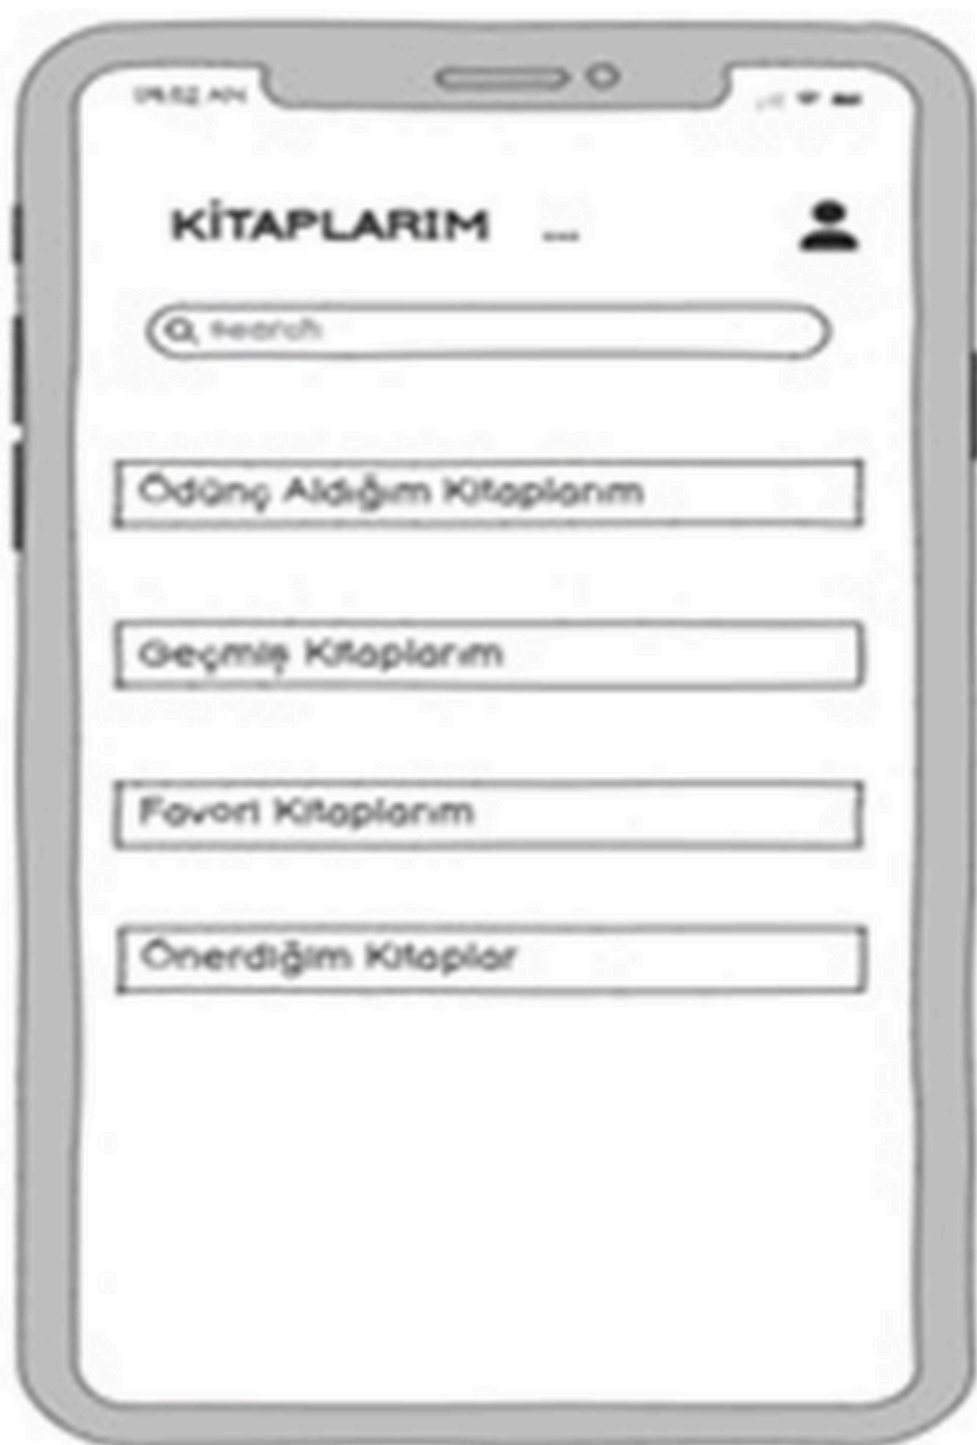 KİTAPLARIM ...
search
Ödünç Aldığım Kitaplarım
Geçmiş Kitaplarım
Favori Kitaplarım
Önerdiğim Kitaplar